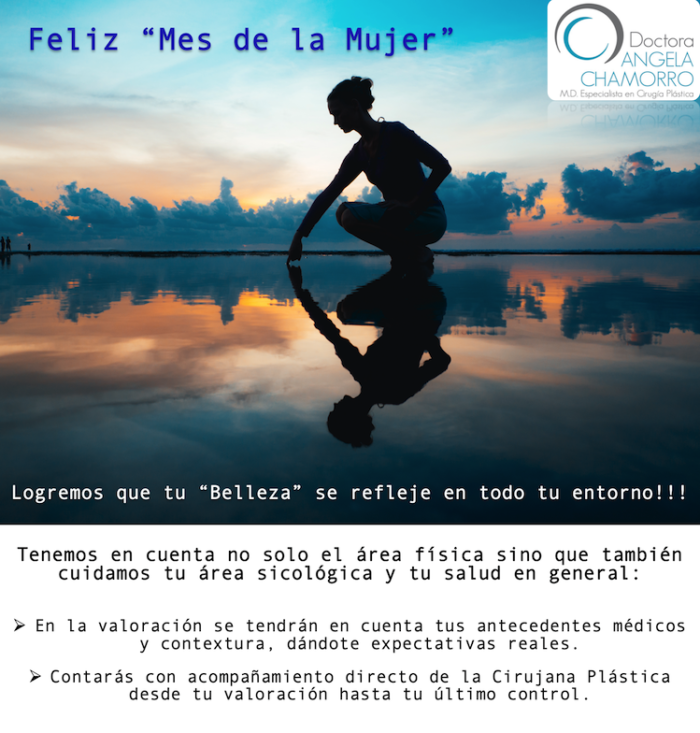 Feliz “Mes de la Mujer”
Doctora
ANGELA
CHAMORRO
M.D. Especialista en Cirugía Plástica
Logremos que tu “Belleza” se refleje en todo tu entorno!!!
Tenemos en cuenta no solo el área física sino que también
cuidamos tu área sicológica y tu salud en general:
➢ En la valoración se tendrán en cuenta tus antecedentes médicos
y contextura, dándote expectativas reales.
➢ Contarás con acompañamiento directo de la Cirujana Plástica
desde tu valoración hasta tu último control.